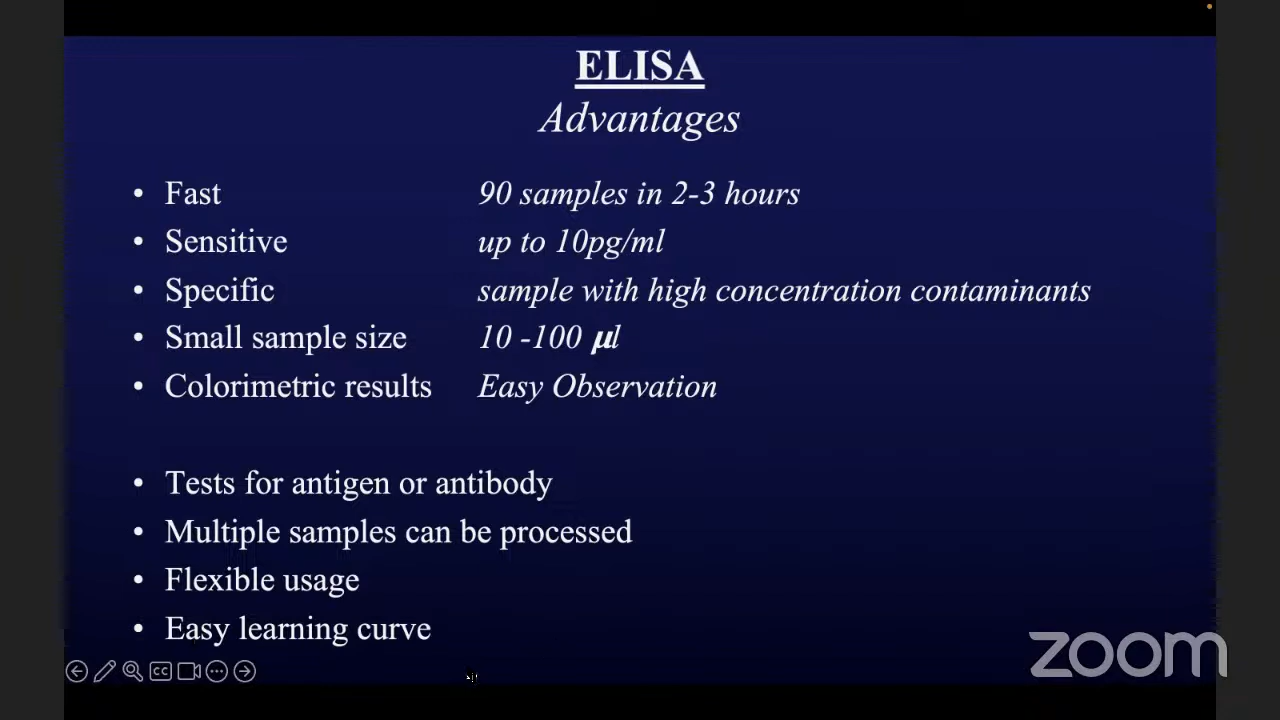 ELISA
Advantages
• Fast 90 samples in 2-3 hours
• Sensitive up to 10pg/ml
• Specific sample with high concentration contaminants
• Small sample size 10 -100 μl
• Colorimetric results Easy Observation
• Tests for antigen or antibody
• Multiple samples can be processed
• Flexible usage
• Easy learning curve
zoom
CC